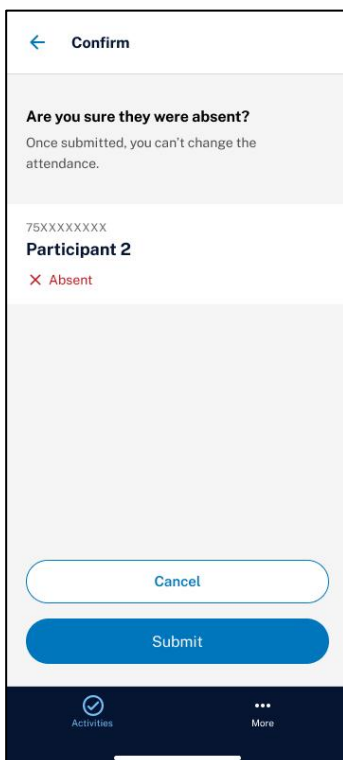 Confirm
Are you sure they were absent?
Once submitted, you can't change the
attendance.
75XXXXXXXX
Participant 2
Absent
Cancel
Submit
Activities
More